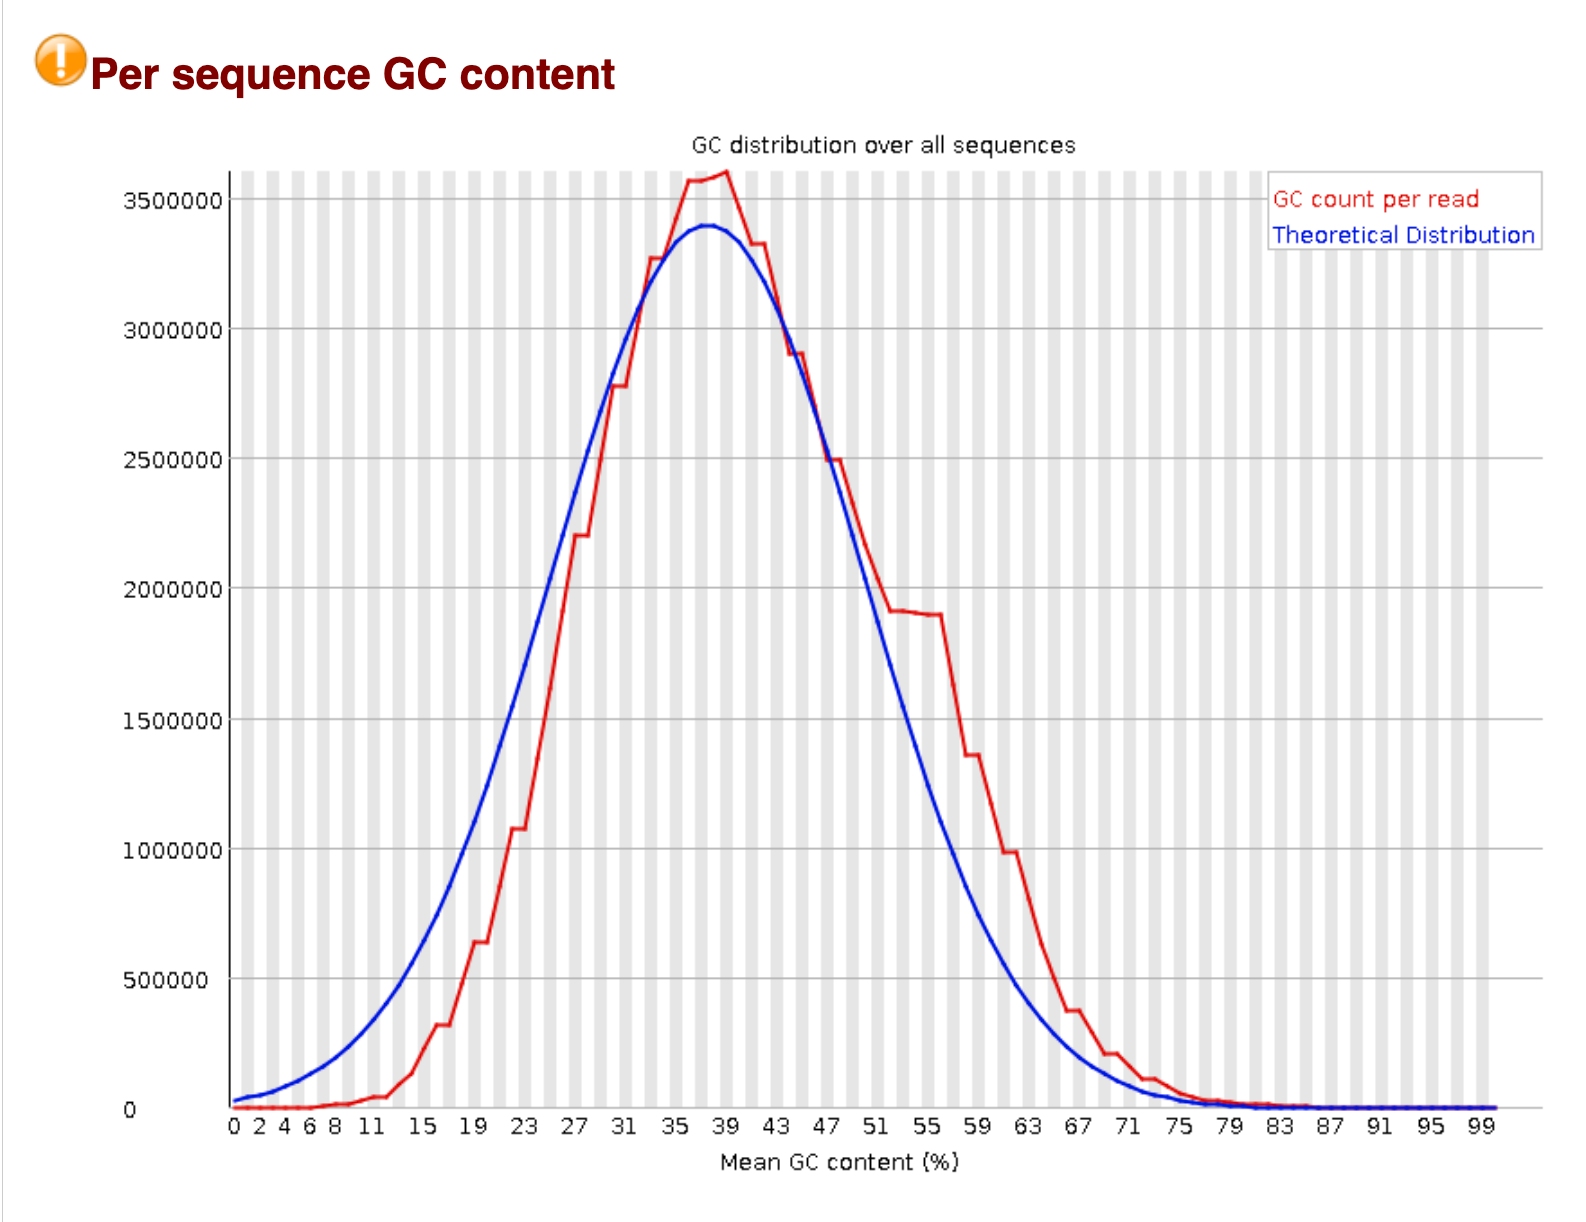 Per sequence GC content
GC distribution over all sequences
GC count per read
Theoretical Distribution
3500000
3000000
2500000
2000000
1500000
1000000
500000
0
0 2 4 6 8 11 15 19 23 27 31 35 39 43 47 51 55 59 63 67 71 75 79 83 87 91 95 99
Mean GC content (%)